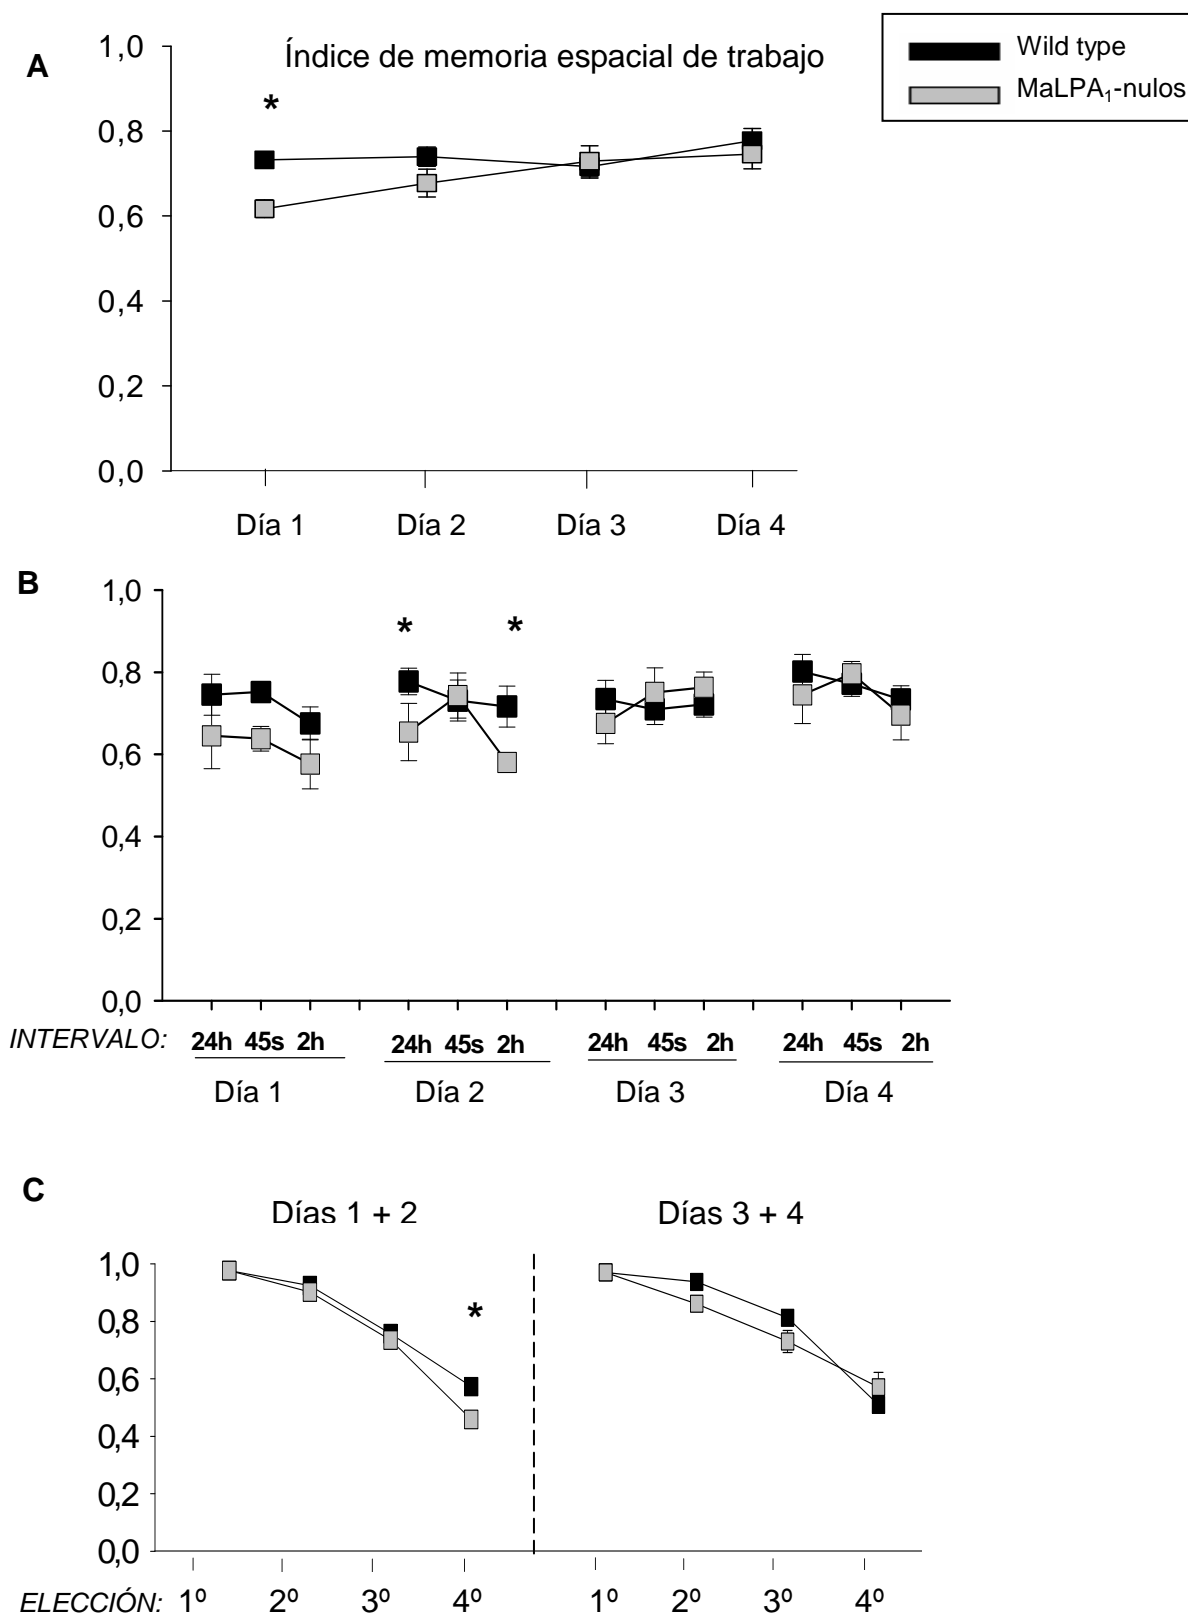 A
Índice de memoria espacial de trabajo
Wild type
MaLPA₁-nulos
*
1,0
0,8
0,6
0,4
0,2
0,0
Día 1 Día 2 Día 3 Día 4
B
* *
1,0
0,8
0,6
0,4
0,2
0,0
INTERVALO: 24h 45s 2h 24h 45s 2h 24h 45s 2h 24h 45s 2h
Día 1 Día 2 Día 3 Día 4
C
Días 1 + 2 Días 3 + 4
*
1,0
0,8
0,6
0,4
0,2
0,0
ELECCIÓN: 1º 2º 3º 4º 1º 2º 3º 4º